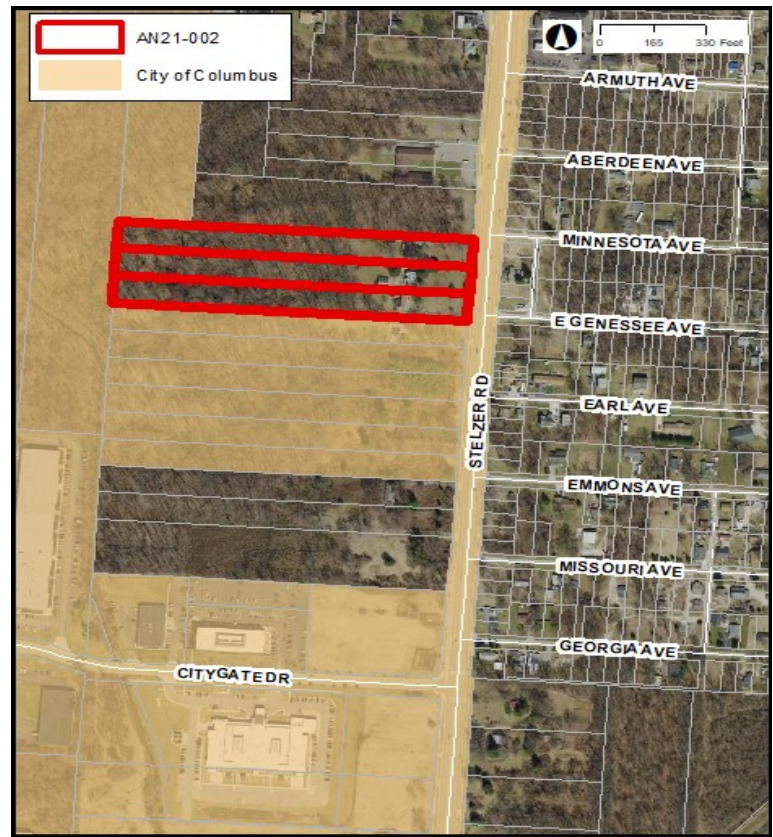 AN21-002
City of Columbus
0 165 330 Feet
ARMUTH AVE
ABERDEEN AVE
MINNESOTA AVE
E GENESSEE AVE
EARL AVE
STELZER RD
EMMONS AVE
MISSOURI AVE
GEORGIA AVE
CITYGATE DR